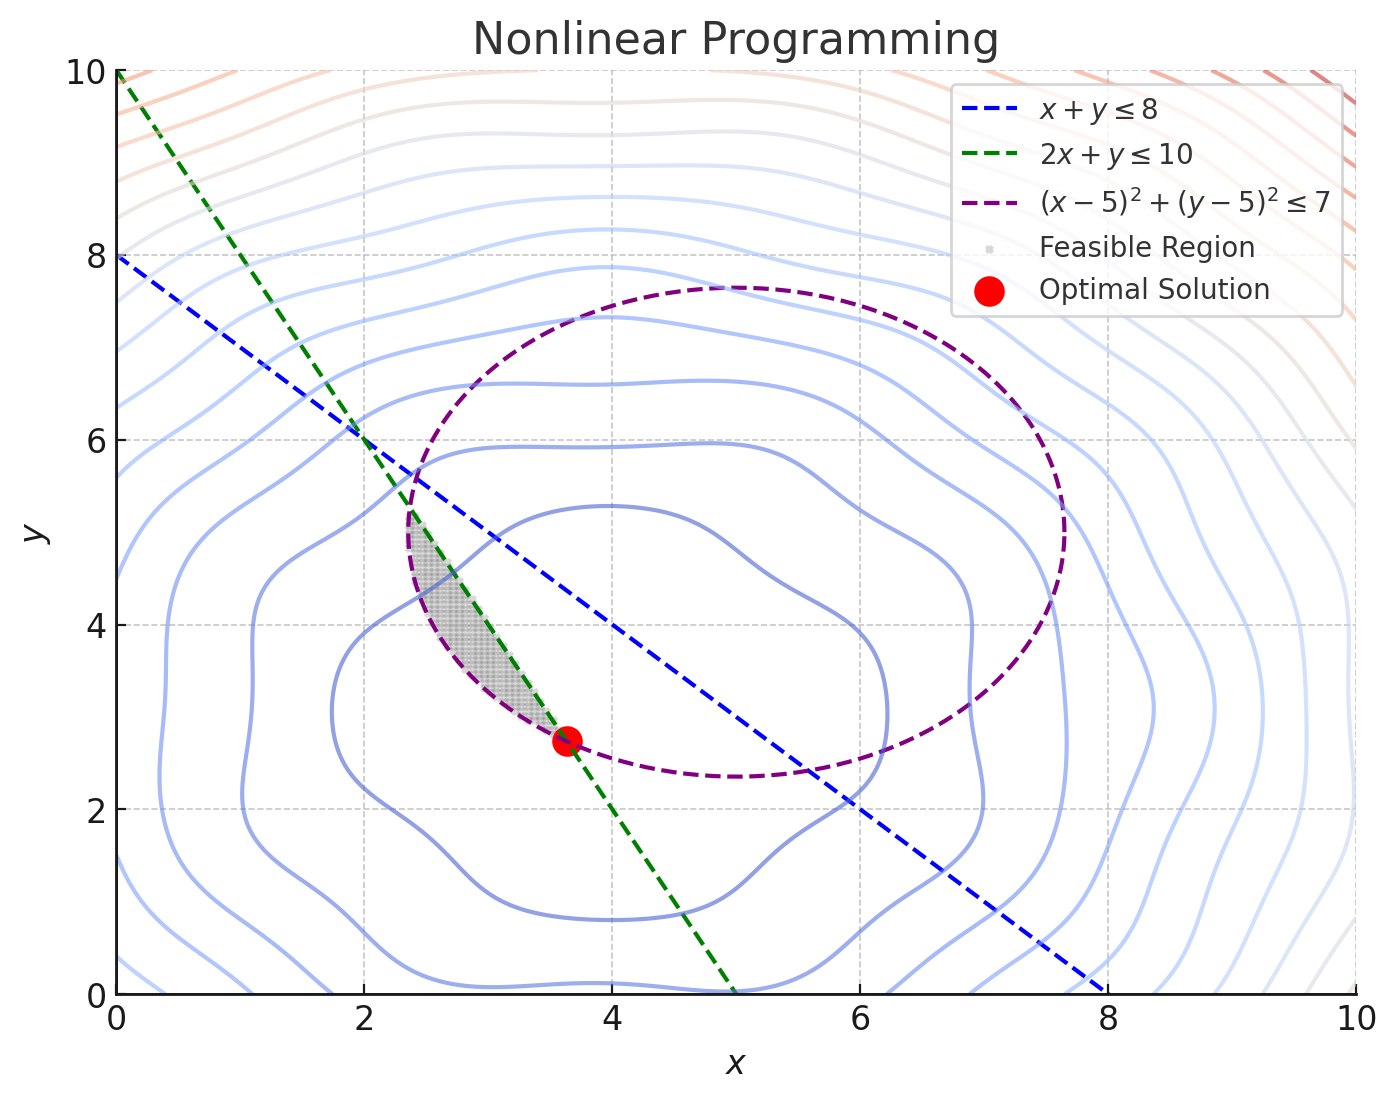 Nonlinear Programming
10
8
6
4
2
0
y
0 2 4 6 8 10
x
x + y ≤ 8
2x + y ≤ 10
(x − 5)² + (y − 5)² ≤ 7
Feasible Region
Optimal Solution